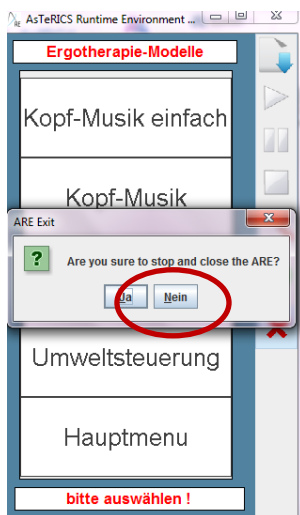 AsTeRICS Runtime Environment ...
Ergotherapie-Modelle
Kopf-Musik einfach
Kopf-Musik
ARE Exit
Are you sure to stop and close the ARE?
Ja Nein
Umweltsteuerung
Hauptmenu
bitte auswählen !